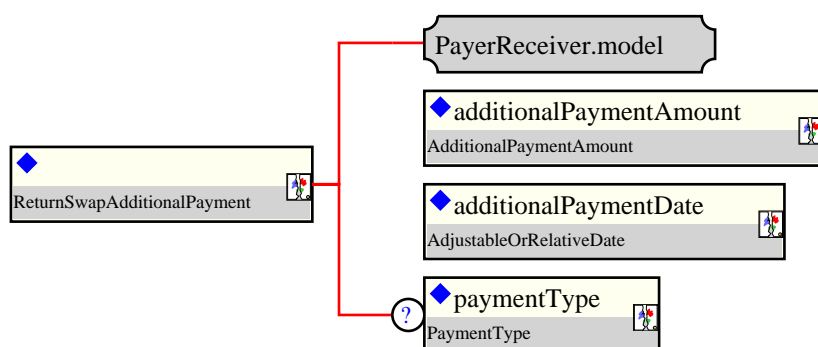 PayerReceiver.model
additionalPaymentAmount
AdditionalPaymentAmount
ReturnSwapAdditionalPayment
additionalPaymentDate
AdjustableOrRelativeDate
?
paymentType
PaymentType